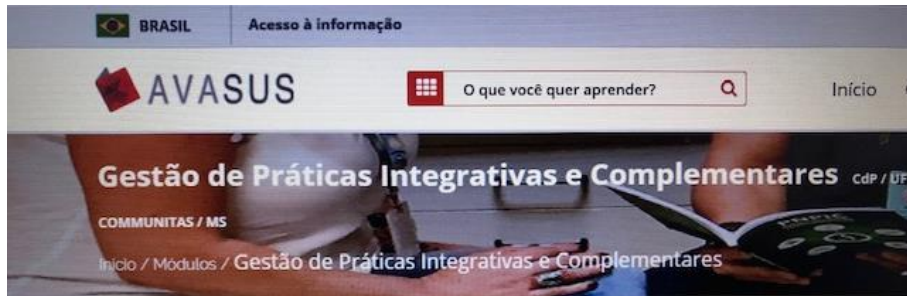 BRASIL Acesso à informação
AVASUS O que você quer aprender? Início
Gestão de Práticas Integrativas e Complementares CdP / UF
COMMUNITAS / MS
Início / Módulos / Gestão de Práticas Integrativas e Complementares
PNPIC